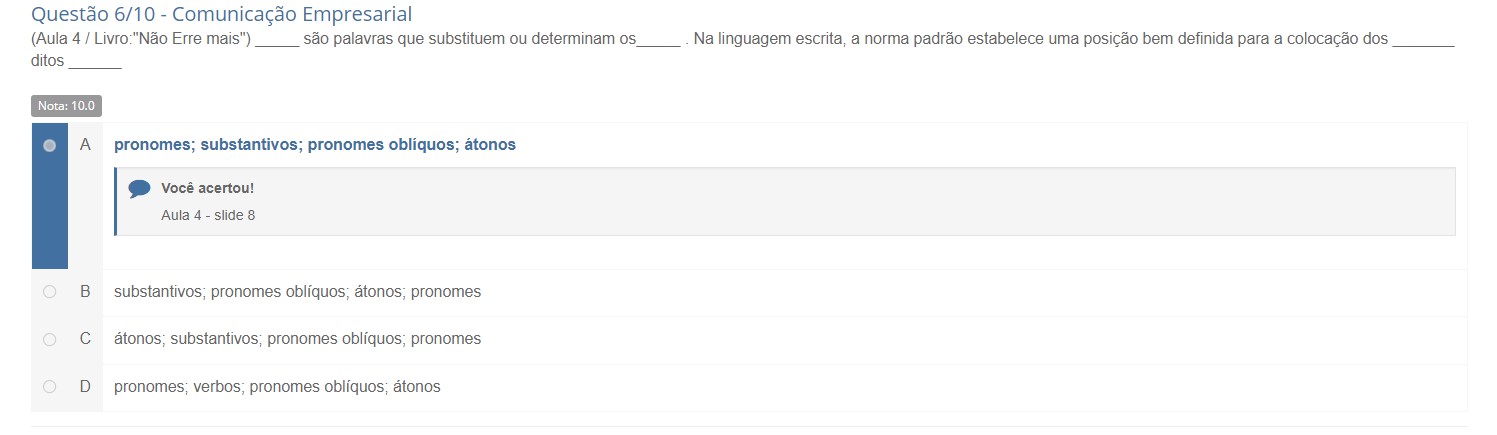 Questão 6/10 - Comunicação Empresarial
(Aula 4 / Livro:"Não Erre mais") _____ são palavras que substituem ou determinam os_____ . Na linguagem escrita, a norma padrão estabelece uma posição bem definida para a colocação dos _______
ditos ______
Nota: 10.0
A pronomes; substantivos; pronomes oblíquos; átonos
Você acertou!
Aula 4 - slide 8
B substantivos; pronomes oblíquos; átonos; pronomes
C átonos; substantivos; pronomes oblíquos; pronomes
D pronomes; verbos; pronomes oblíquos; átonos